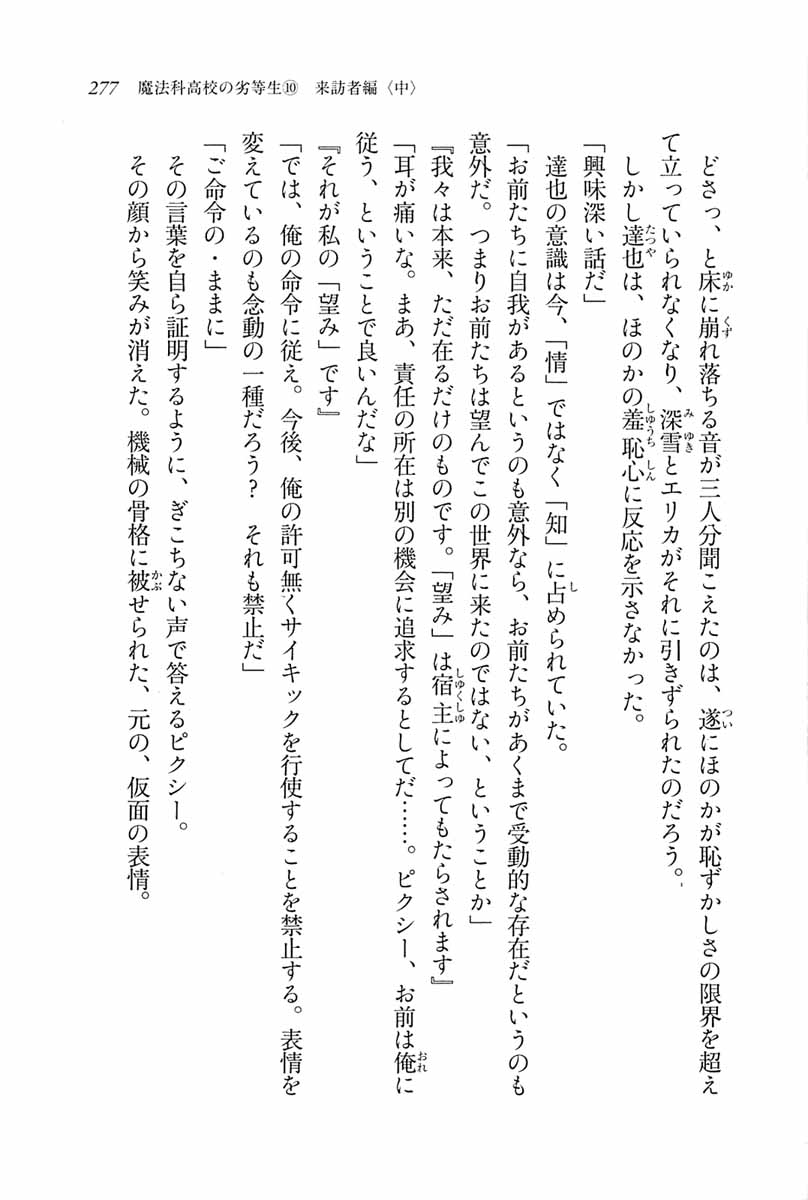 277 魔法科高校の劣等生⑩ 来訪者編〈中〉
どさっ、と床に崩れ落ちる音が三人分聞こえたのは、遂にほのかが恥ずかしさの限界を超え
て立っていられなくなり、深雪とエリカがそれに引きずられたのだろう。
しかし達也は、ほのかの羞恥心に反応を示さなかった。
「興味深い話だ」
達也の意識は今、「情」ではなく「知」に占められていた。
「お前たちに自我があるというのも意外なら、お前たちがあくまで受動的な存在だというのも
意外だ。つまりお前たちは望んでこの世界に来たのではない、ということか」
『我々は本来、ただ在るだけのものです。「望み」は宿主によってもたらされます』
「耳が痛いな。まあ、責任の所在は別の機会に追求するとしてだ……。ピクシー、お前は俺に
従う、ということで良いんだな」
『それが私の「望み」です』
「では、俺の命令に従え。今後、俺の許可無くサイキックを行使することを禁止する。表情を
変えているのも念動の一種だろう？　それも禁止だ」
「ご命令の・ままに」
その言葉を自ら証明するように、ぎこちない声で答えるピクシー。
その顔から笑みが消えた。機械の骨格に被せられた、元の、仮面の表情。